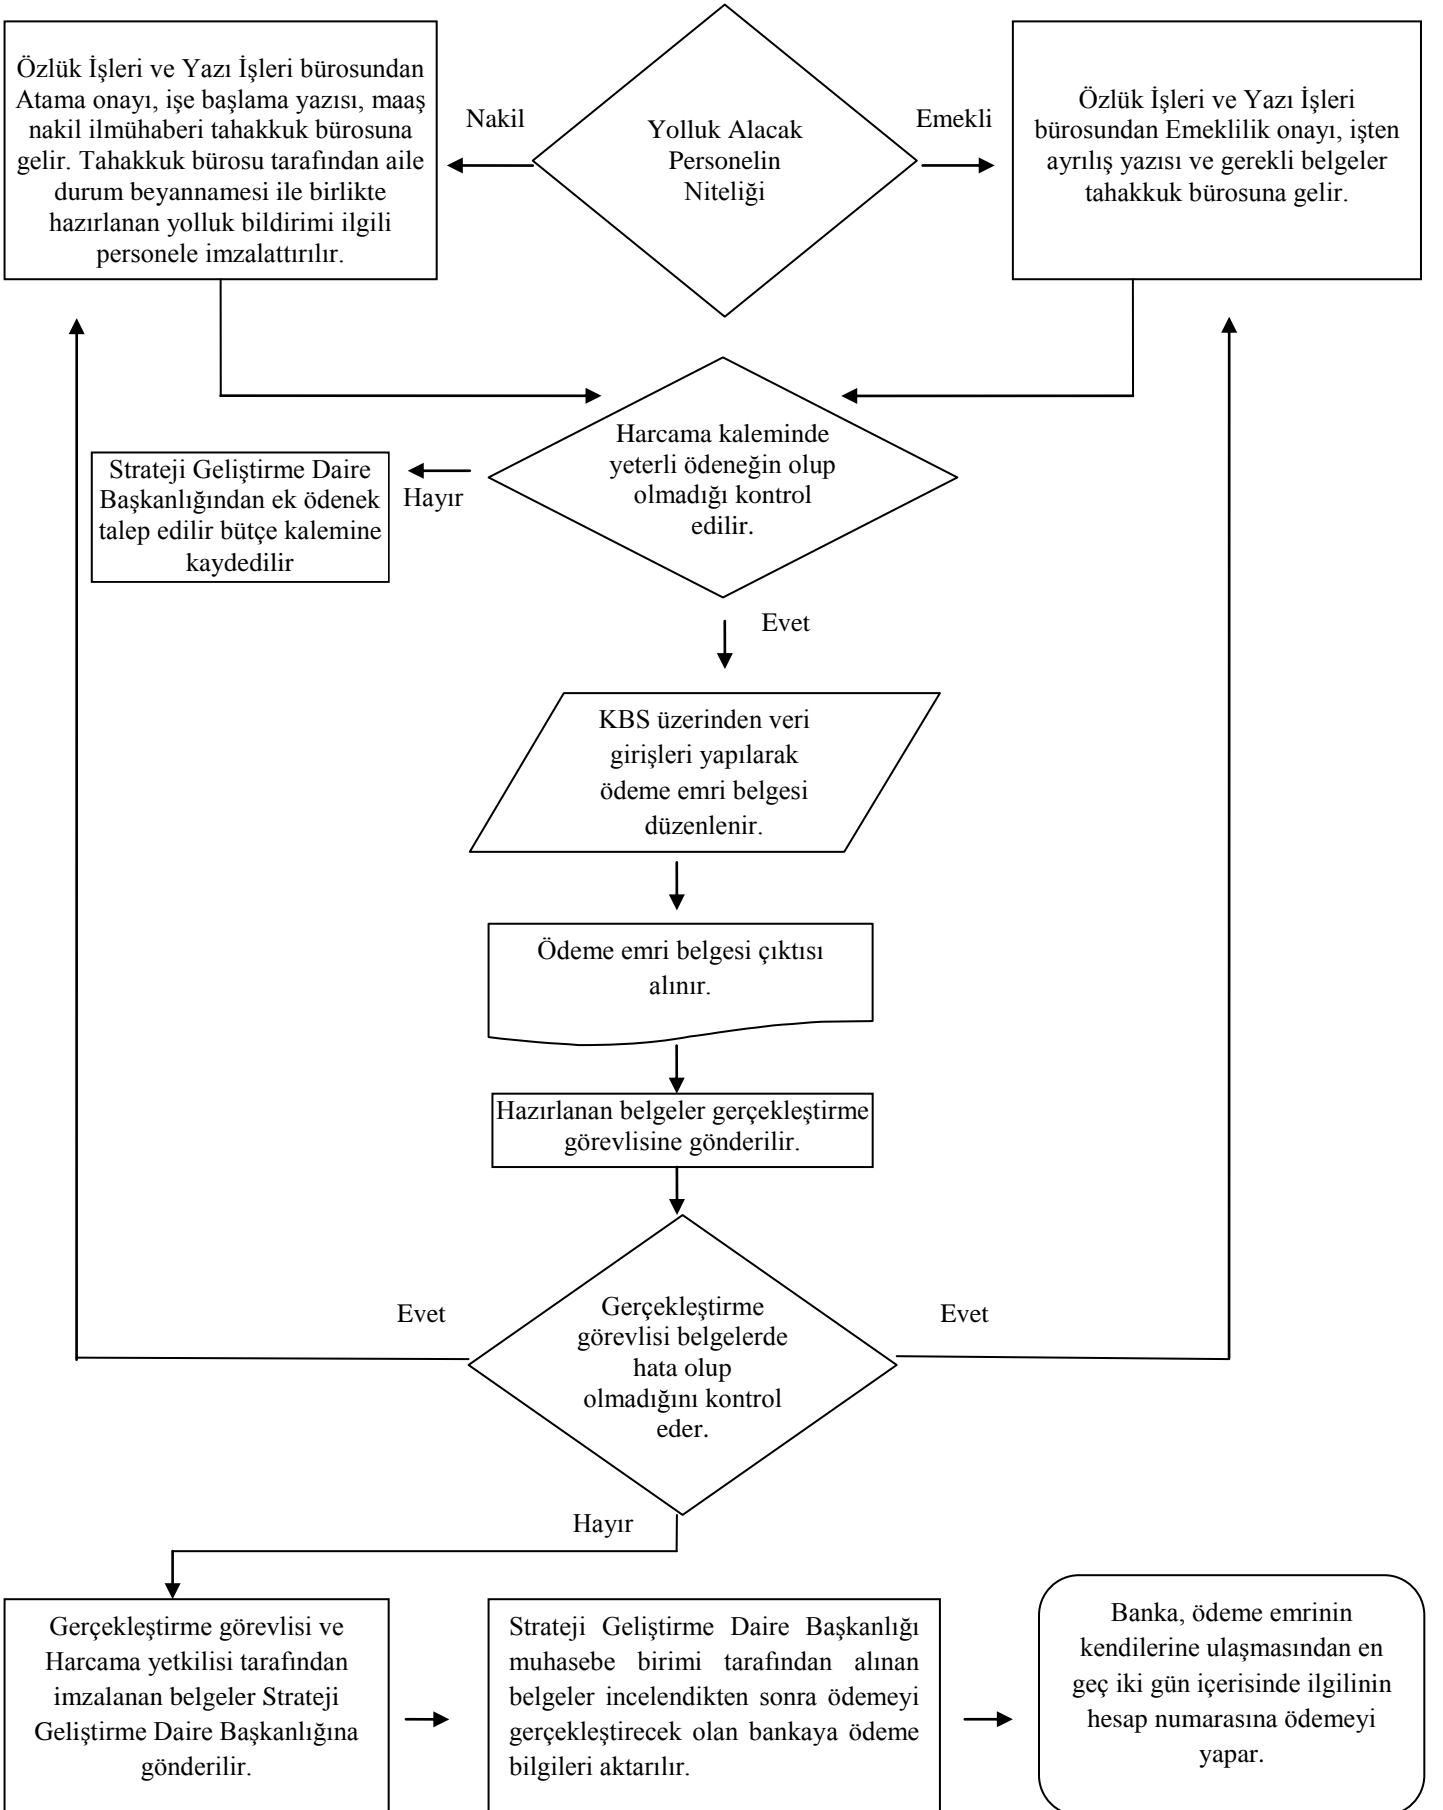 Özlük İşleri ve Yazı İşleri bürosundan
Atama onayı, işe başlama yazısı, maaş
nakil ilmühaberi tahakkuk bürosuna
gelir. Tahakkuk bürosu tarafından aile
durum beyannamesi ile birlikte
hazırlanan yolluk bildirimi ilgili
personele imzalattırılır.
Nakil
Yolluk Alacak
Personelin
Niteliği
Emekli
Özlük İşleri ve Yazı İşleri
bürosundan Emeklilik onayı, işten
ayrılış yazısı ve gerekli belgeler
tahakkuk bürosuna gelir.
Harcama kaleminde
yeterli ödeneğin olup
olmadığı kontrol
edilir.
Hayır
Strateji Geliştirme Daire
Başkanlığından ek ödenek
talep edilir bütçe kalemine
kaydedilir
Evet
KBS üzerinden veri
girişleri yapılarak
ödeme emri belgesi
düzenlenir.
Ödeme emri belgesi çıktısı
alınır.
Hazırlanan belgeler gerçekleştirme
görevlisine gönderilir.
Evet
Gerçekleştirme
görevlisi belgelerde
hata olup
olmadığını kontrol
eder.
Evet
Hayır
Gerçekleştirme görevlisi ve
Harcama yetkilisi tarafından
imzalanan belgeler Strateji
Geliştirme Daire Başkanlığına
gönderilir.
Strateji Geliştirme Daire Başkanlığı
muhasebe birimi tarafından alınan
belgeler incelendikten sonra ödemeyi
gerçekleştirecek olan bankaya ödeme
bilgileri aktarılır.
Banka, ödeme emrinin
kendilerine ulaşmasından en
geç iki gün içerisinde ilgilinin
hesap numarasına ödemeyi
yapar.